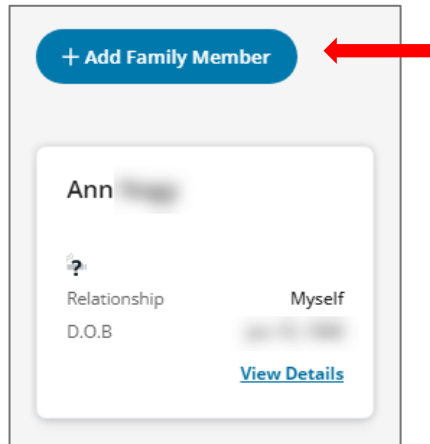 + Add Family Member
Ann
?
Relationship Myself
D.O.B
View Details